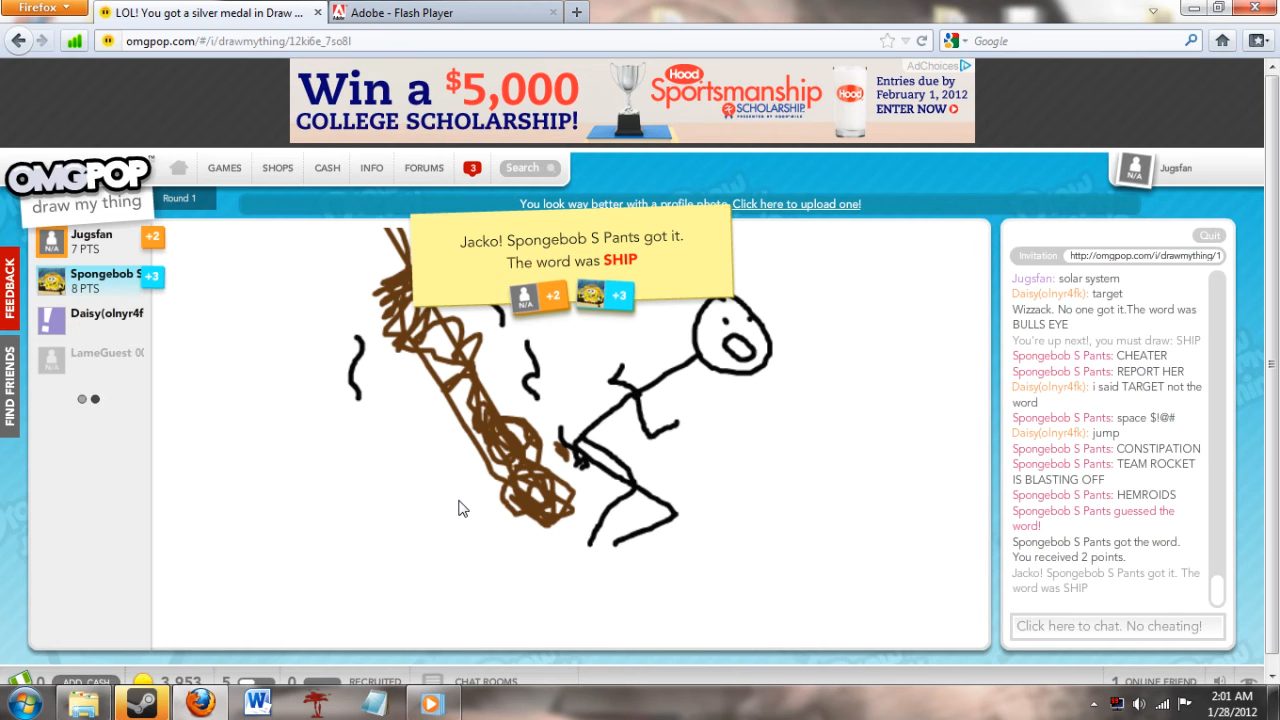 Firefox
LOL! You got a silver medal in Draw ...
Adobe - Flash Player
omgpop.com/#/i/drawmything/12ki6e_7so8l
Google
AdChoices
Win a $5,000
COLLEGE SCHOLARSHIP!
Hood
Sportsmanship
SCHOLARSHIP
Hood
Entries due by
February 1, 2012
ENTER NOW
OMGPOP
draw my thing
GAMES
SHOPS
CASH
INFO
FORUMS
3
Search
N/A
Jugsfan
Round 1
You look way better with a profile photo. Click here to upload one!
FEEDBACK
FIND FRIENDS
N/A
Jugsfan
7 PTS
+2
Spongebob S
8 PTS
+3
Daisy(olnyr4f
LameGuest
Jacko! Spongebob S Pants got it.
The word was SHIP
N/A
+2
+3
Quit
Invitation
http://omgpop.com/i/drawmything/1
Jugsfan: solar system
Daisy(olnyr4fk): target
Wizzack. No one got it.The word was
BULLS EYE
You're up next!, you must draw: SHIP
Spongebob S Pants: CHEATER
Spongebob S Pants: REPORT HER
Daisy(olnyr4fk): i said TARGET not the
word
Spongebob S Pants: space $!@#
Daisy(olnyr4fk): jump
Spongebob S Pants: CONSTIPATION
Spongebob S Pants: TEAM ROCKET
IS BLASTING OFF
Spongebob S Pants: HEMROIDS
Spongebob S Pants guessed the
word!
Spongebob S Pants got the word.
You received 2 points.
Jacko! Spongebob S Pants got it. The
word was SHIP
Click here to chat. No cheating!
0
ADD CASH
3,953
5
0
RECRUITED
CHAT ROOMS
1 ONLINE FRIEND
2:01 AM
1/28/2012